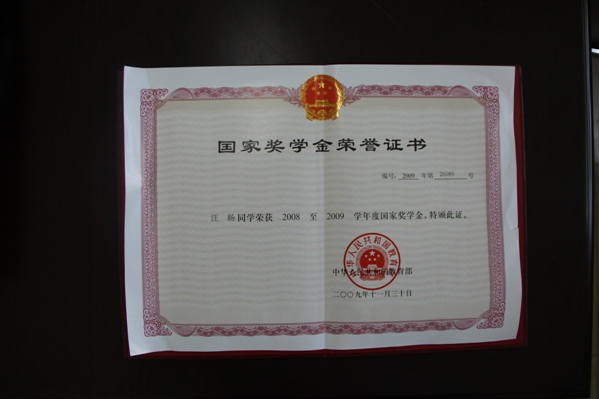 国家奖学金荣誉证书
编号: 2009 年第 号
汪 杨同学荣获 2008 至 2009 学年度国家奖学金。特颁此证。
中华人民共和国教育部
二〇〇九年十一月三十日